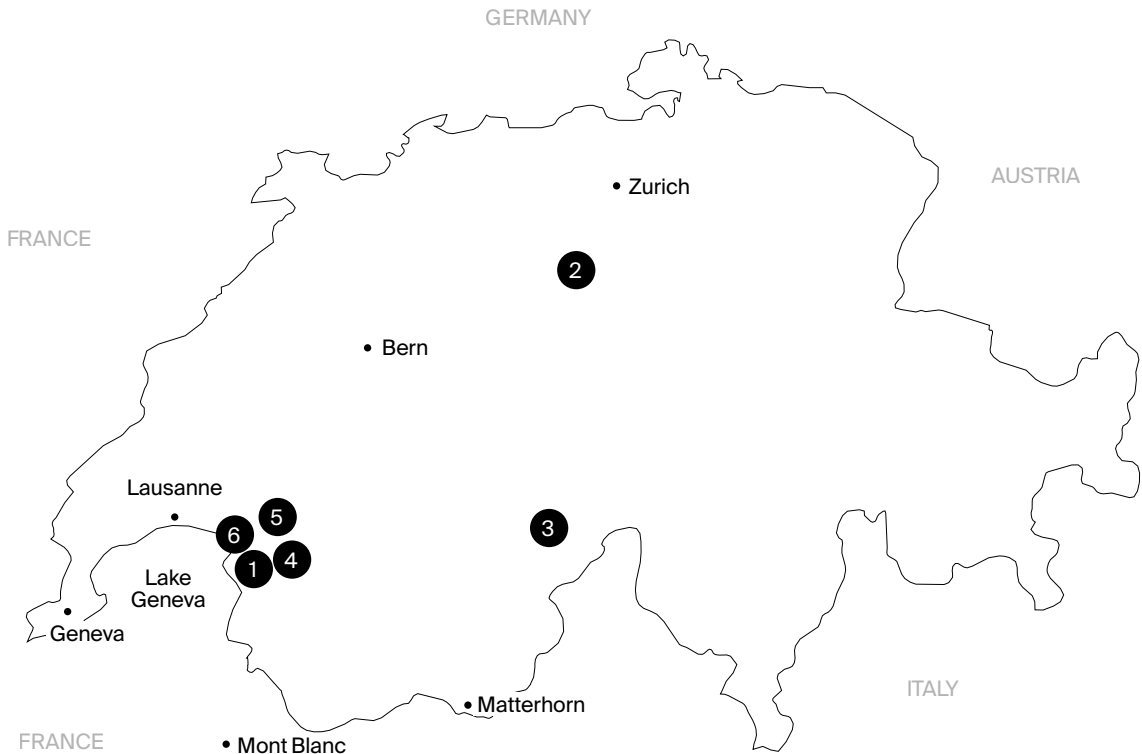 GERMANY
AUSTRIA
Zurich
FRANCE
2
Bern
Lausanne
5
3
6
4
1
Lake
Geneva
Geneva
ITALY
Matterhorn
FRANCE
Mont Blanc